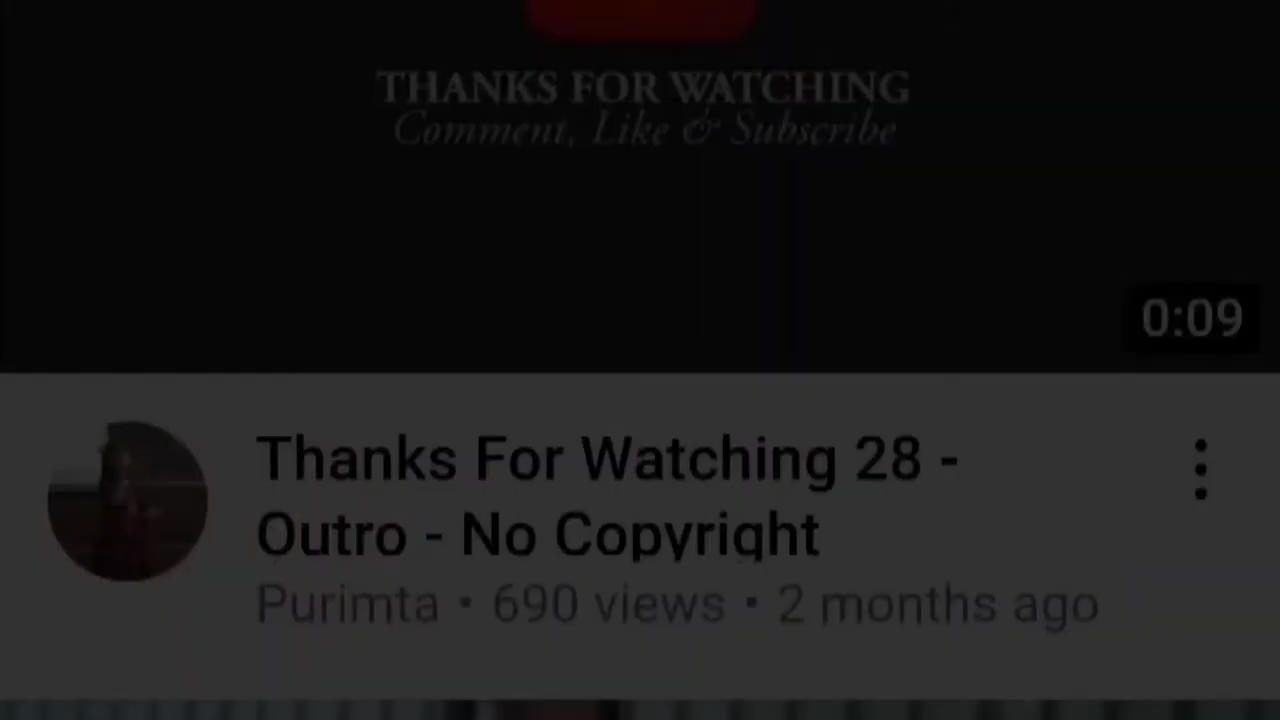 THANKS FOR WATCHING
Comment, Like & Subscribe
0:09
Thanks For Watching 28 -
Outro - No Copyright
Purimta • 690 views • 2 months ago